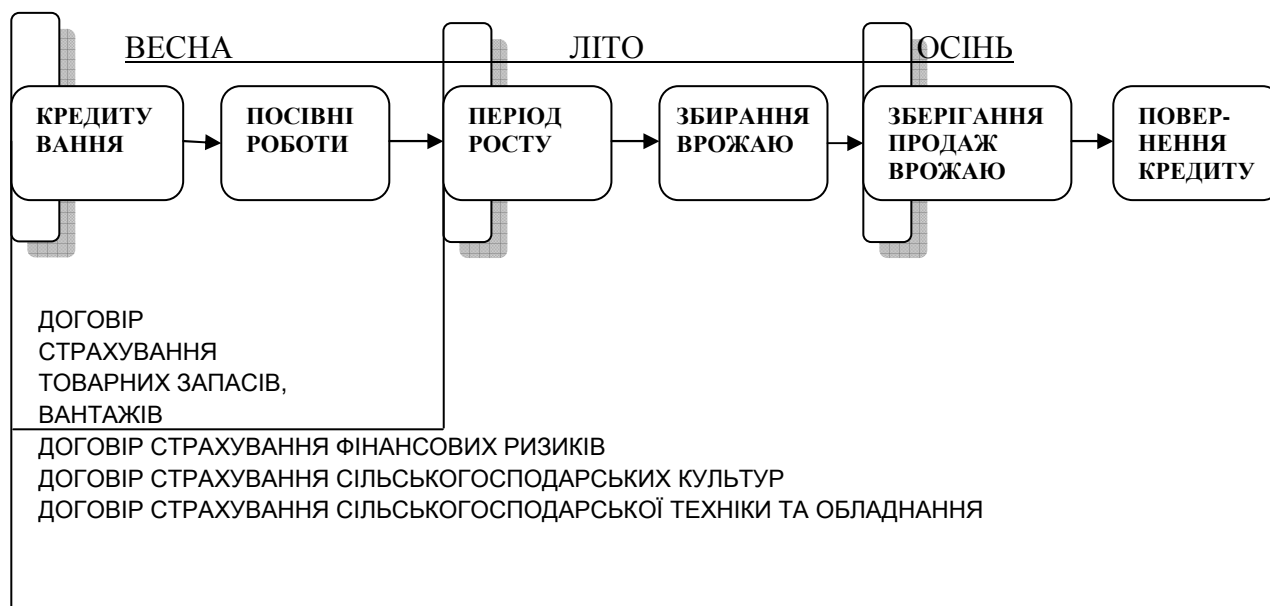 ВЕСНА ЛІТО ОСІНЬ
КРЕДИТУ
ВАННЯ
ПОСІВНІ
РОБОТИ
ПЕРІОД
РОСТУ
ЗБИРАННЯ
ВРОЖАЮ
ЗБЕРІГАННЯ
ПРОДАЖ
ВРОЖАЮ
ПОВЕР-
НЕННЯ
КРЕДИТУ
ДОГОВІР
СТРАХУВАННЯ
ТОВАРНИХ ЗАПАСІВ,
ВАНТАЖІВ
ДОГОВІР СТРАХУВАННЯ ФІНАНСОВИХ РИЗИКІВ
ДОГОВІР СТРАХУВАННЯ СІЛЬСЬКОГОСПОДАРСЬКИХ КУЛЬТУР
ДОГОВІР СТРАХУВАННЯ СІЛЬСЬКОГОСПОДАРСЬКОЇ ТЕХНІКИ ТА ОБЛАДНАННЯ